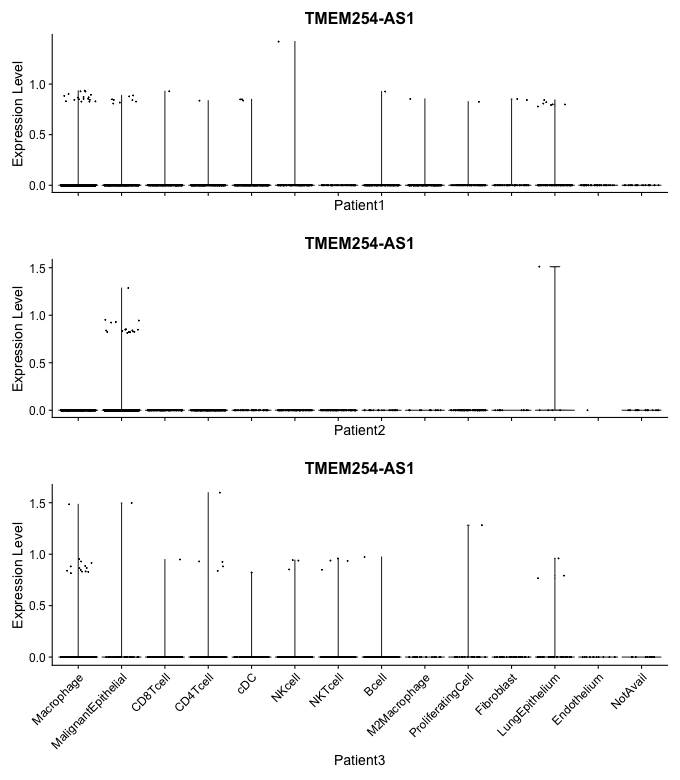 TMEM254-AS1
Expression Level
1.0
0.5
0.0
Patient1
TMEM254-AS1
Expression Level
1.5
1.0
0.5
0.0
Patient2
TMEM254-AS1
Expression Level
1.5
1.0
0.5
0.0
Macrophage
MalignantEpithelial
CD8Tcell
CD4Tcell
cDC
NKcell
NKTcell
Bcell
M2Macrophage
ProliferatingCell
Fibroblast
LungEpithelium
Endothelium
NotAvail
Patient3